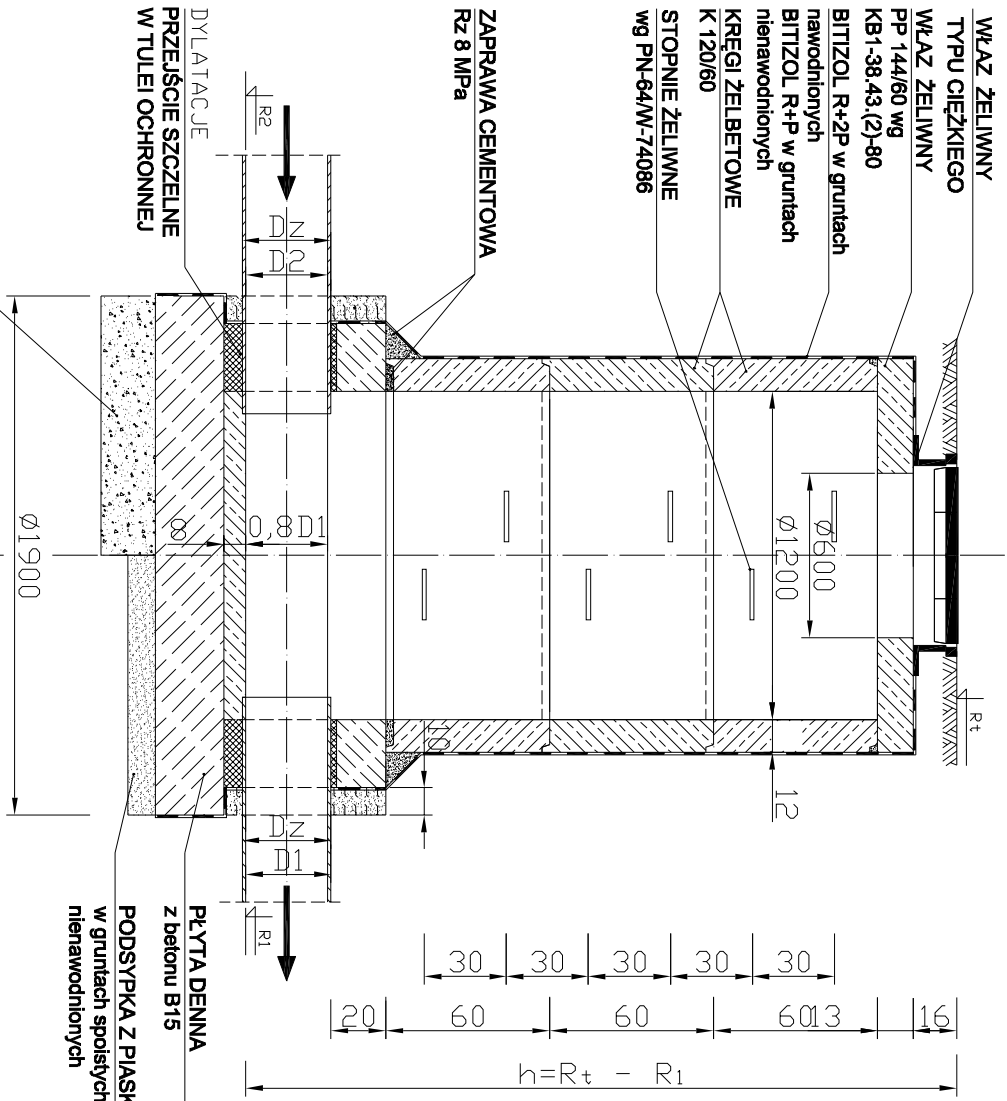 WŁAZ ŻELIWNY
TYPU CIĘŻKIEGO
WŁAZ ŻELIWNY
PP 144/60 wg
KB1-38.43.(2)-80
BITIZOL R+2P w gruntach
nawodnionych
BITIZOL R+P w gruntach
nienawodnionych
KRĘGI ŻELBETOWE
K 120/60
STOPNIE ŻELIWNE
wg PN-64/W-74086
ZAPRAWA CEMENTOWA
Rz 8 MPa
DYLATACJE
PRZEJŚCIE SZCZELNE
W TULEI OCHRONNEJ
R2
Dz
D2
Ø1900
8
0,8D1
Ø600
Ø1200
12
10
Rt
Dz
D1
R1
PŁYTA DENNA
z betonu B15
PODSYPKA Z PIASK
w gruntach spoistych
nienawodnionych
30
30
30
30
30
20
60
60
60
13
16
h=Rt - R1